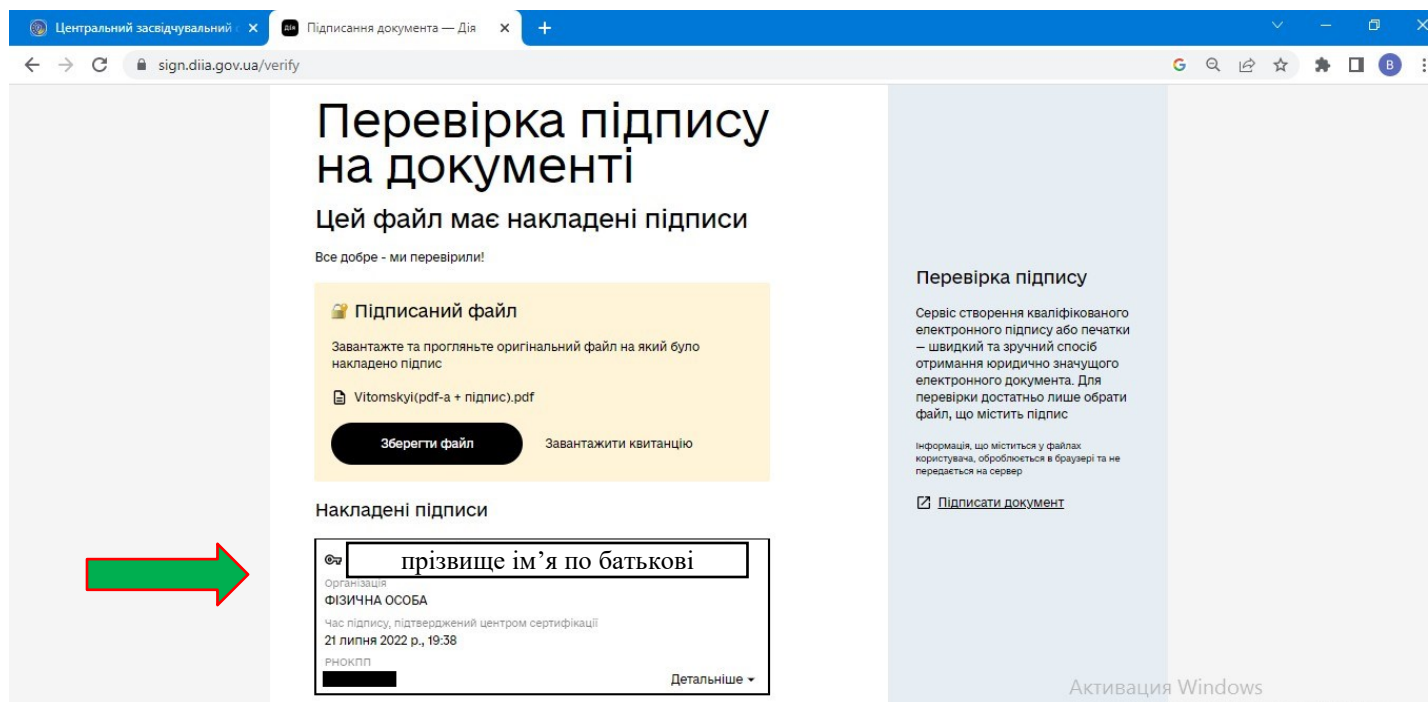 Центральний засвідчувальний
Підписання документа — Дія
sign.diia.gov.ua/verify
Перевірка підпису
на документі
Цей файл має накладені підписи
Все добре - ми перевірили!
Підписаний файл
Завантажте та прогляньте оригінальний файл на який було
накладено підпис
Vitomskyi(pdf-a + підпис).pdf
Зберегти файл
Завантажити квитанцію
Накладені підписи
прізвище ім’я по батькові
Організація
ФІЗИЧНА ОСОБА
Час підпису, підтверджений центром сертифікації
21 липня 2022 р., 19:38
РНОКПП
Детальніше
Перевірка підпису
Сервіс створення кваліфікованого
електронного підпису або печатки
— швидкий та зручний спосіб
отримання юридично значущого
електронного документа. Для
перевірки достатньо лише обрати
файл, що містить підпис
Інформація, що міститься у файлах
користувача, оброблюється в браузері та не
передається на сервер
Підписати документ
Активация Windows